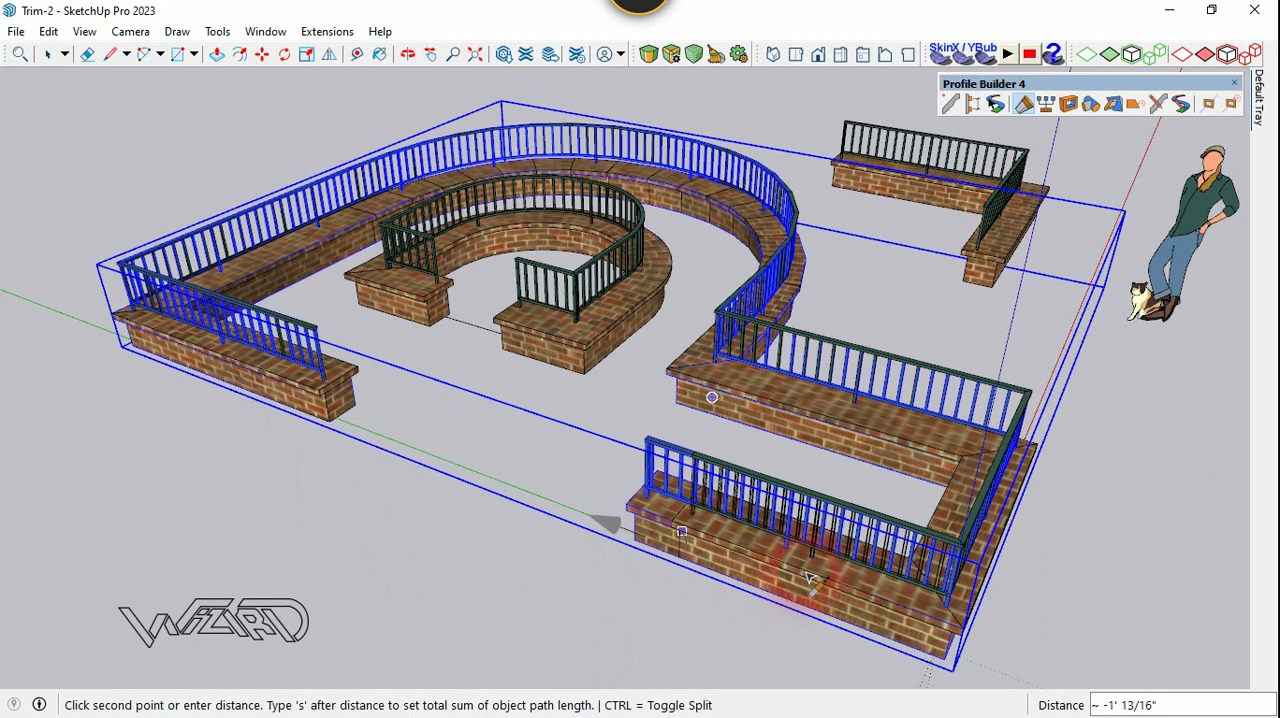 Trim-2 - SketchUp Pro 2023
File Edit View Camera Draw Tools Window Extensions Help
SkinX / YBub
Profile Builder 4
Default Tray
WIZARD
Click second point or enter distance. Type 's' after distance to set total sum of object path length. | CTRL = Toggle Split
Distance ~ -1' 13/16"